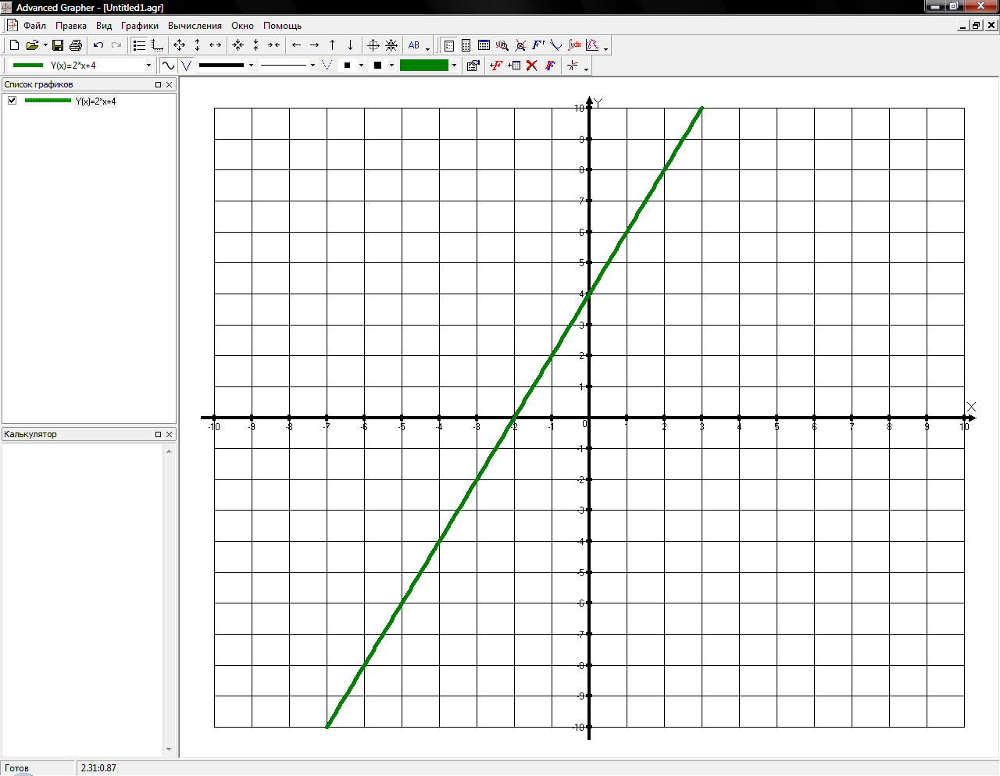 Advanced Grapher - [Untitled1.agr]
Файл Правка Вид Графики Вычисления Окно Помощь
AB F' ∫ydx
Y(x)=2*x+4
+F F
Список графиков
Y(x)=2*x+4
Калькулятор
Y
10
9
8
7
6
5
4
3
2
1
X
-10 -9 -8 -7 -6 -5 -4 -3 -2 -1 0 1 2 3 4 5 6 7 8 9 10
-1
-2
-3
-4
-5
-6
-7
-8
-9
-10
Готов 2.31:0.87